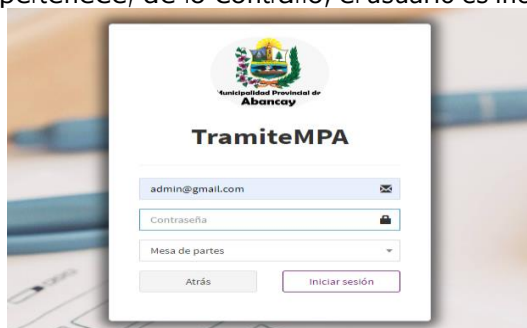 pertenece, de lo contrario, el usuario es inc
Municipalidad Provincial de
Abancay
TramiteMPA
admin@gmail.com
Contraseña
Mesa de partes
Atrás
Iniciar sesión